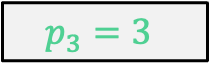 p₃ = 3